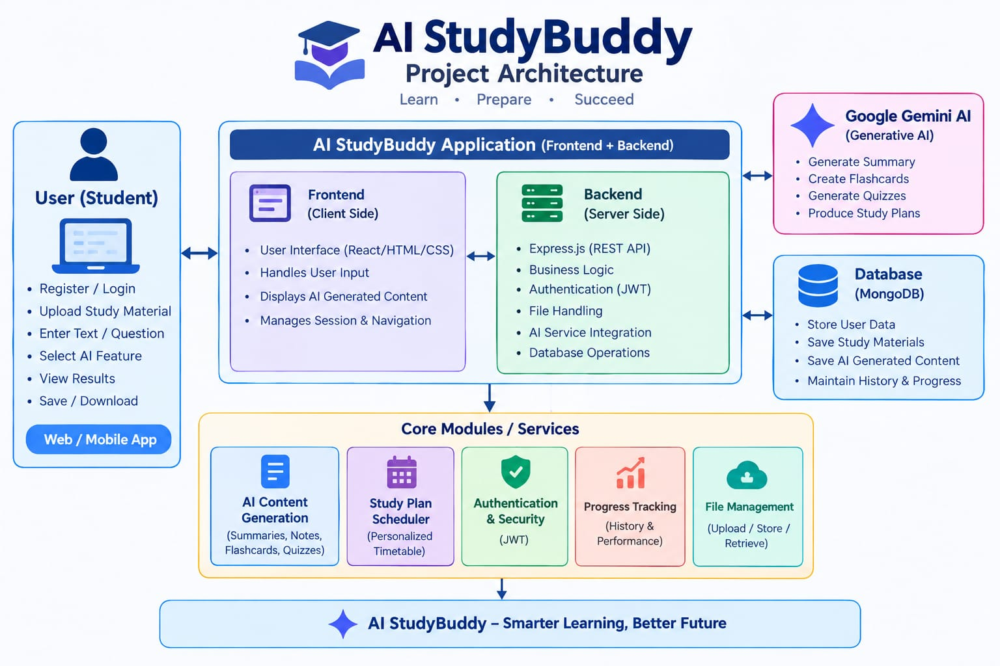 AI StudyBuddy
Project Architecture
Learn • Prepare • Succeed
User (Student)
• Register / Login
• Upload Study Material
• Enter Text / Question
• Select AI Feature
• View Results
• Save / Download
Web / Mobile App
AI StudyBuddy Application (Frontend + Backend)
Frontend
(Client Side)
• User Interface (React/HTML/CSS)
• Handles User Input
• Displays AI Generated Content
• Manages Session & Navigation
Backend
(Server Side)
• Express.js (REST API)
• Business Logic
• Authentication (JWT)
• File Handling
• AI Service Integration
• Database Operations
Google Gemini AI
(Generative AI)
• Generate Summary
• Create Flashcards
• Generate Quizzes
• Produce Study Plans
Database
(MongoDB)
• Store User Data
• Save Study Materials
• Save AI Generated Content
• Maintain History & Progress
Core Modules / Services
AI Content
Generation
(Summaries, Notes,
Flashcards, Quizzes)
Study Plan
Scheduler
(Personalized
Timetable)
Authentication
& Security
(JWT)
Progress Tracking
(History &
Performance)
File Management
(Upload / Store /
Retrieve)
AI StudyBuddy – Smarter Learning, Better Future